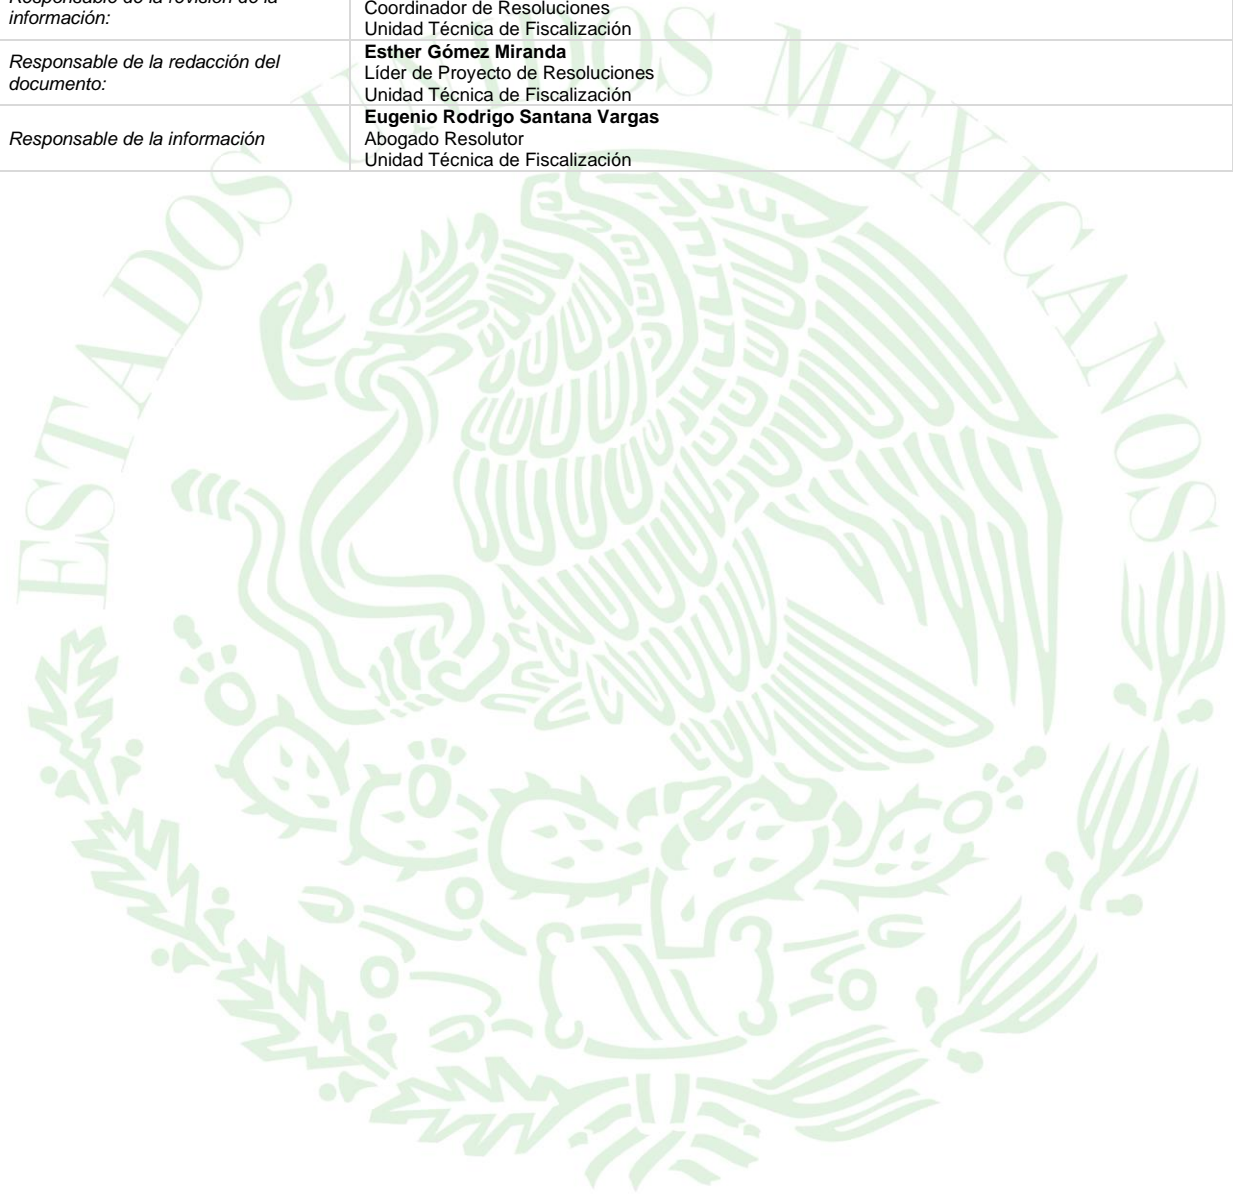 Responsable de la revisión de la
información:
Coordinador de Resoluciones
Unidad Técnica de Fiscalización
Responsable de la redacción del
documento:
Esther Gómez Miranda
Líder de Proyecto de Resoluciones
Unidad Técnica de Fiscalización
Responsable de la información
Eugenio Rodrigo Santana Vargas
Abogado Resolutor
Unidad Técnica de Fiscalización
ESTADOS UNIDOS MEXICANOS